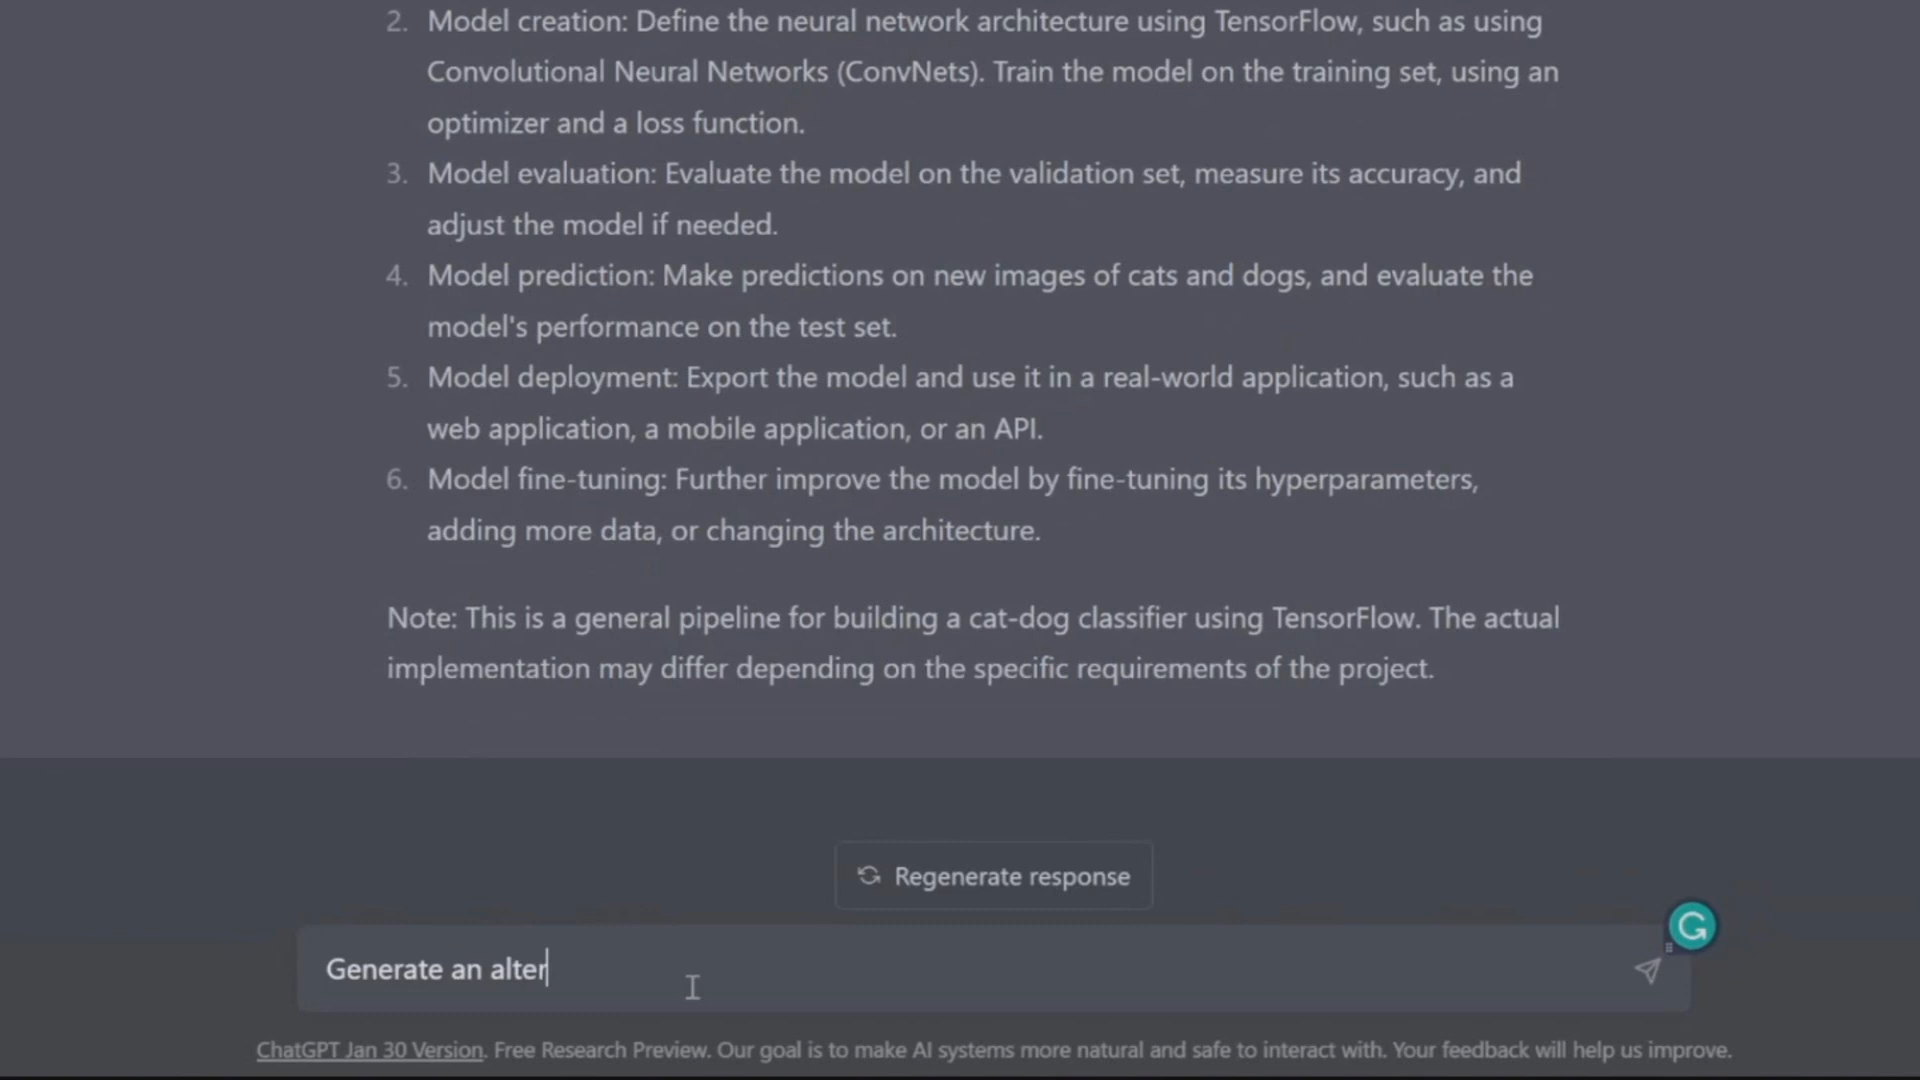 2. Model creation: Define the neural network architecture using TensorFlow, such as using
Convolutional Neural Networks (ConvNets). Train the model on the training set, using an
optimizer and a loss function.
3. Model evaluation: Evaluate the model on the validation set, measure its accuracy, and
adjust the model if needed.
4. Model prediction: Make predictions on new images of cats and dogs, and evaluate the
model's performance on the test set.
5. Model deployment: Export the model and use it in a real-world application, such as a
web application, a mobile application, or an API.
6. Model fine-tuning: Further improve the model by fine-tuning its hyperparameters,
adding more data, or changing the architecture.
Note: This is a general pipeline for building a cat-dog classifier using TensorFlow. The actual
implementation may differ depending on the specific requirements of the project.
Regenerate response
Generate an alter
ChatGPT Jan 30 Version. Free Research Preview. Our goal is to make AI systems more natural and safe to interact with. Your feedback will help us improve.